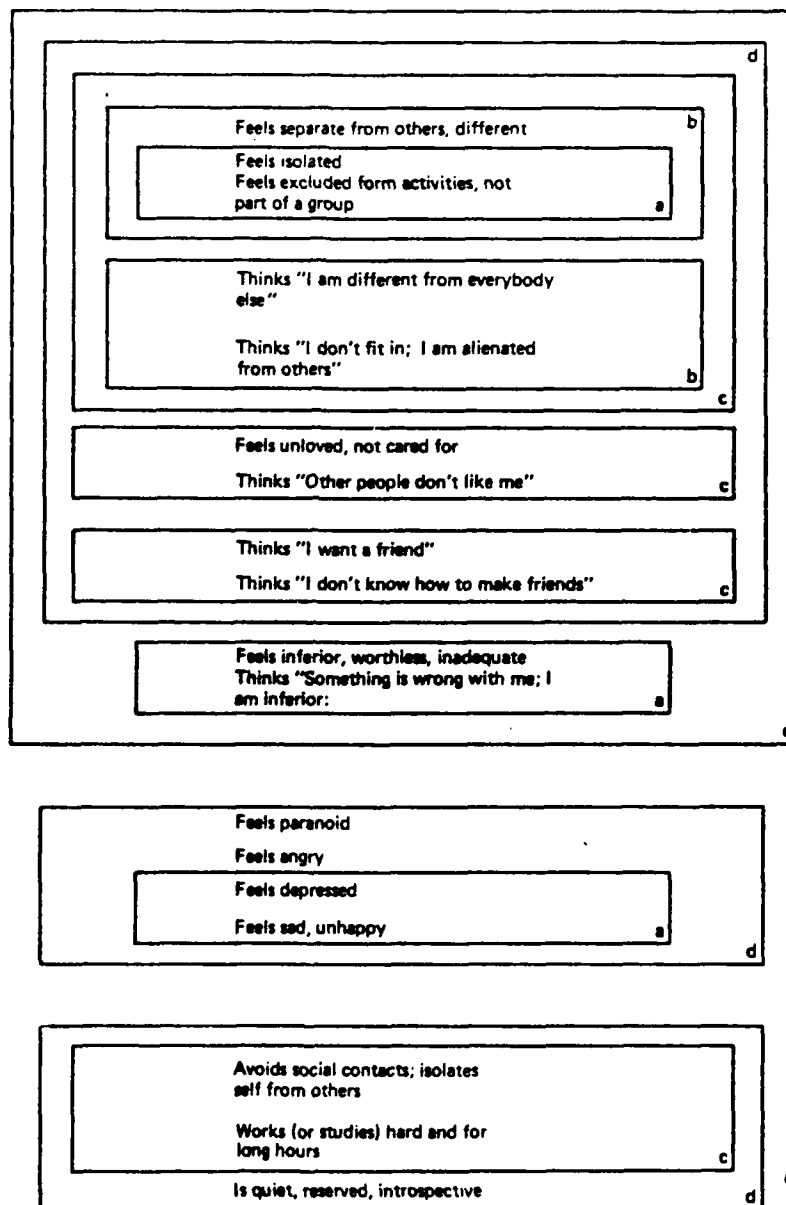 d
Feels separate from others, different
b
Feels isolated
Feels excluded form activities, not
part of a group
a
Thinks "I am different from everybody
else"
Thinks "I don't fit in; I am alienated
from others"
b
c
Feels unloved, not cared for
Thinks "Other people don't like me"
c
Thinks "I want a friend"
Thinks "I don't know how to make friends"
c
Feels inferior, worthless, inadequate
Thinks "Something is wrong with me; I
am inferior:
a
Feels paranoid
Feels angry
Feels depressed
Feels sad, unhappy
a
d
Avoids social contacts; isolates
self from others
Works (or studies) hard and for
long hours
c
Is quiet, reserved, introspective
d